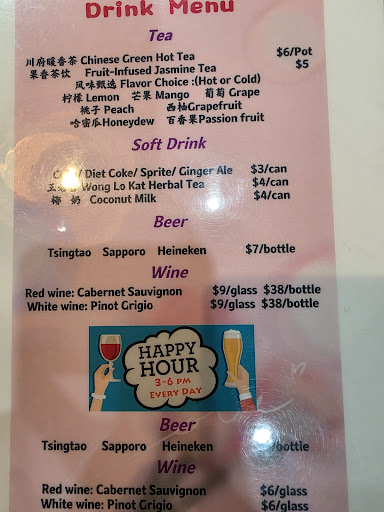 Drink Menu
Tea
川府暖香茶 Chinese Green Hot Tea $6/Pot
果香茶饮 Fruit-Infused Jasmine Tea $5
风味甄选 Flavor Choice :(Hot or Cold)
柠檬 Lemon 芒果 Mango 葡萄 Grape
桃子 Peach 西柚Grapefruit
哈密瓜Honeydew 百香果Passion fruit
Soft Drink
Diet Coke/ Sprite/ Ginger Ale $3/can
Wong Lo Kat Herbal Tea $4/can
椰 奶 Coconut Milk $4/can
Beer
Tsingtao Sapporo Heineken $7/bottle
Wine
Red wine: Cabernet Sauvignon $9/glass $38/bottle
White wine: Pinot Grigio $9/glass $38/bottle
HAPPY
HOUR
3-6 PM
EVERY DAY
Beer
Tsingtao Sapporo Heineken /bottle
Wine
Red wine: Cabernet Sauvignon $6/glass
White wine: Pinot Grigio $6/glass